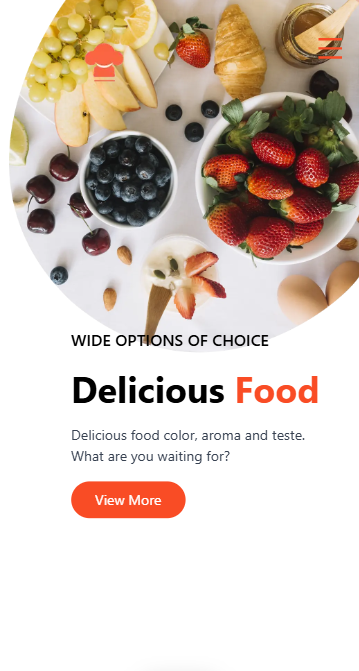 WIDE OPTIONS OF CHOICE
Delicious Food
Delicious food color, aroma and teste.
What are you waiting for?
View More